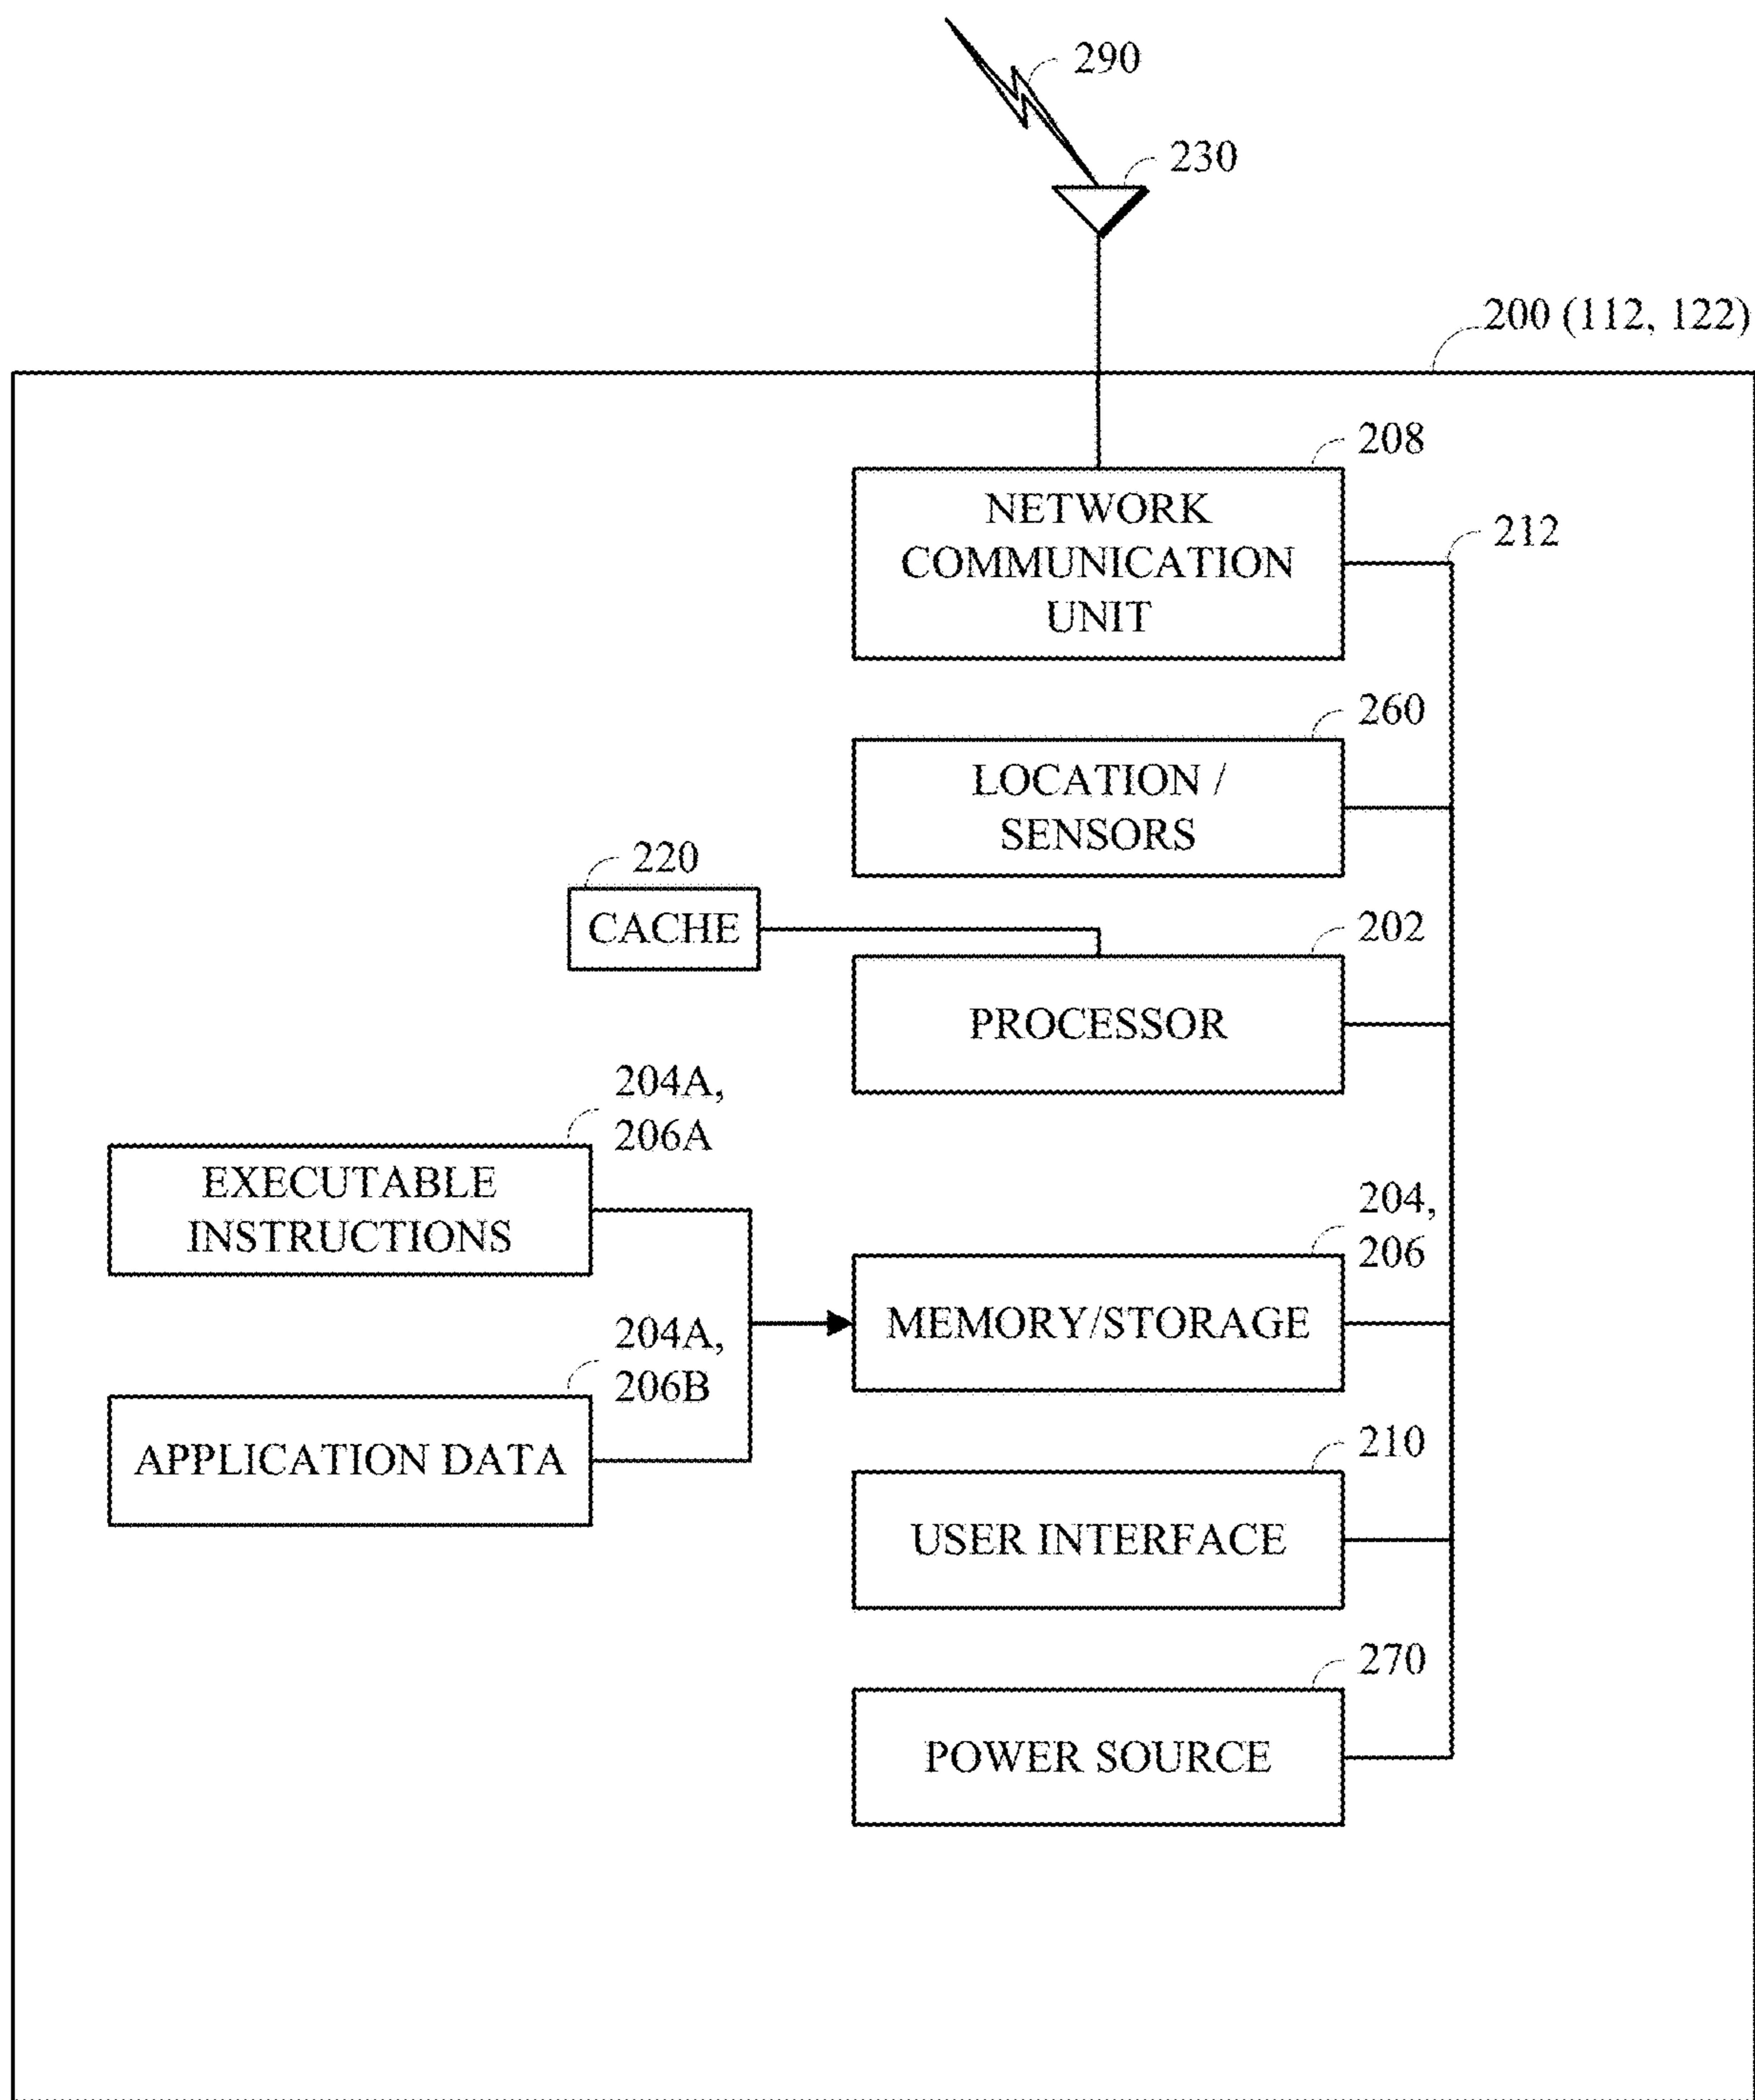 290
230
200 (112, 122)
208
NETWORK
COMMUNICATION
UNIT
212
260
LOCATION /
SENSORS
220
CACHE
202
PROCESSOR
204A,
206A
EXECUTABLE
INSTRUCTIONS
204,
206
MEMORY/STORAGE
204A,
206B
APPLICATION DATA
210
USER INTERFACE
270
POWER SOURCE